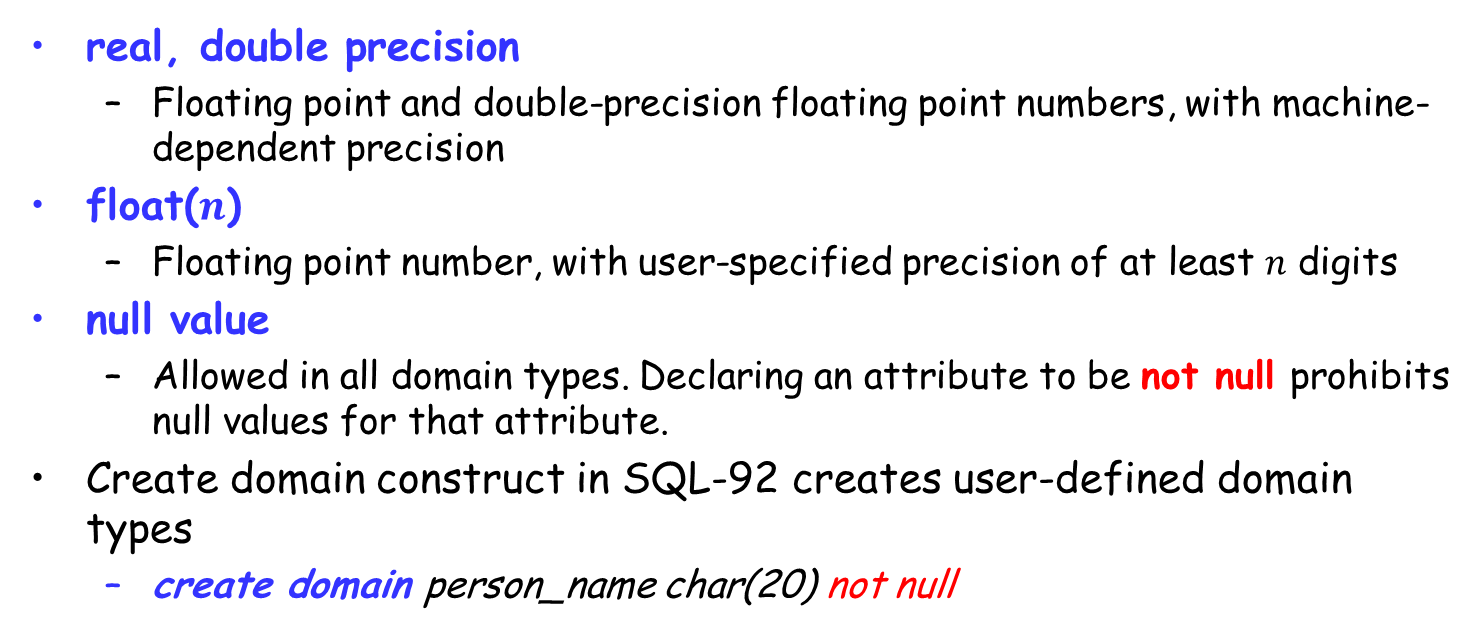 • real, double precision
– Floating point and double-precision floating point numbers, with machine-
dependent precision
• float(n)
– Floating point number, with user-specified precision of at least n digits
• null value
– Allowed in all domain types. Declaring an attribute to be not null prohibits
null values for that attribute.
• Create domain construct in SQL-92 creates user-defined domain
types
– create domain person_name char(20) not null